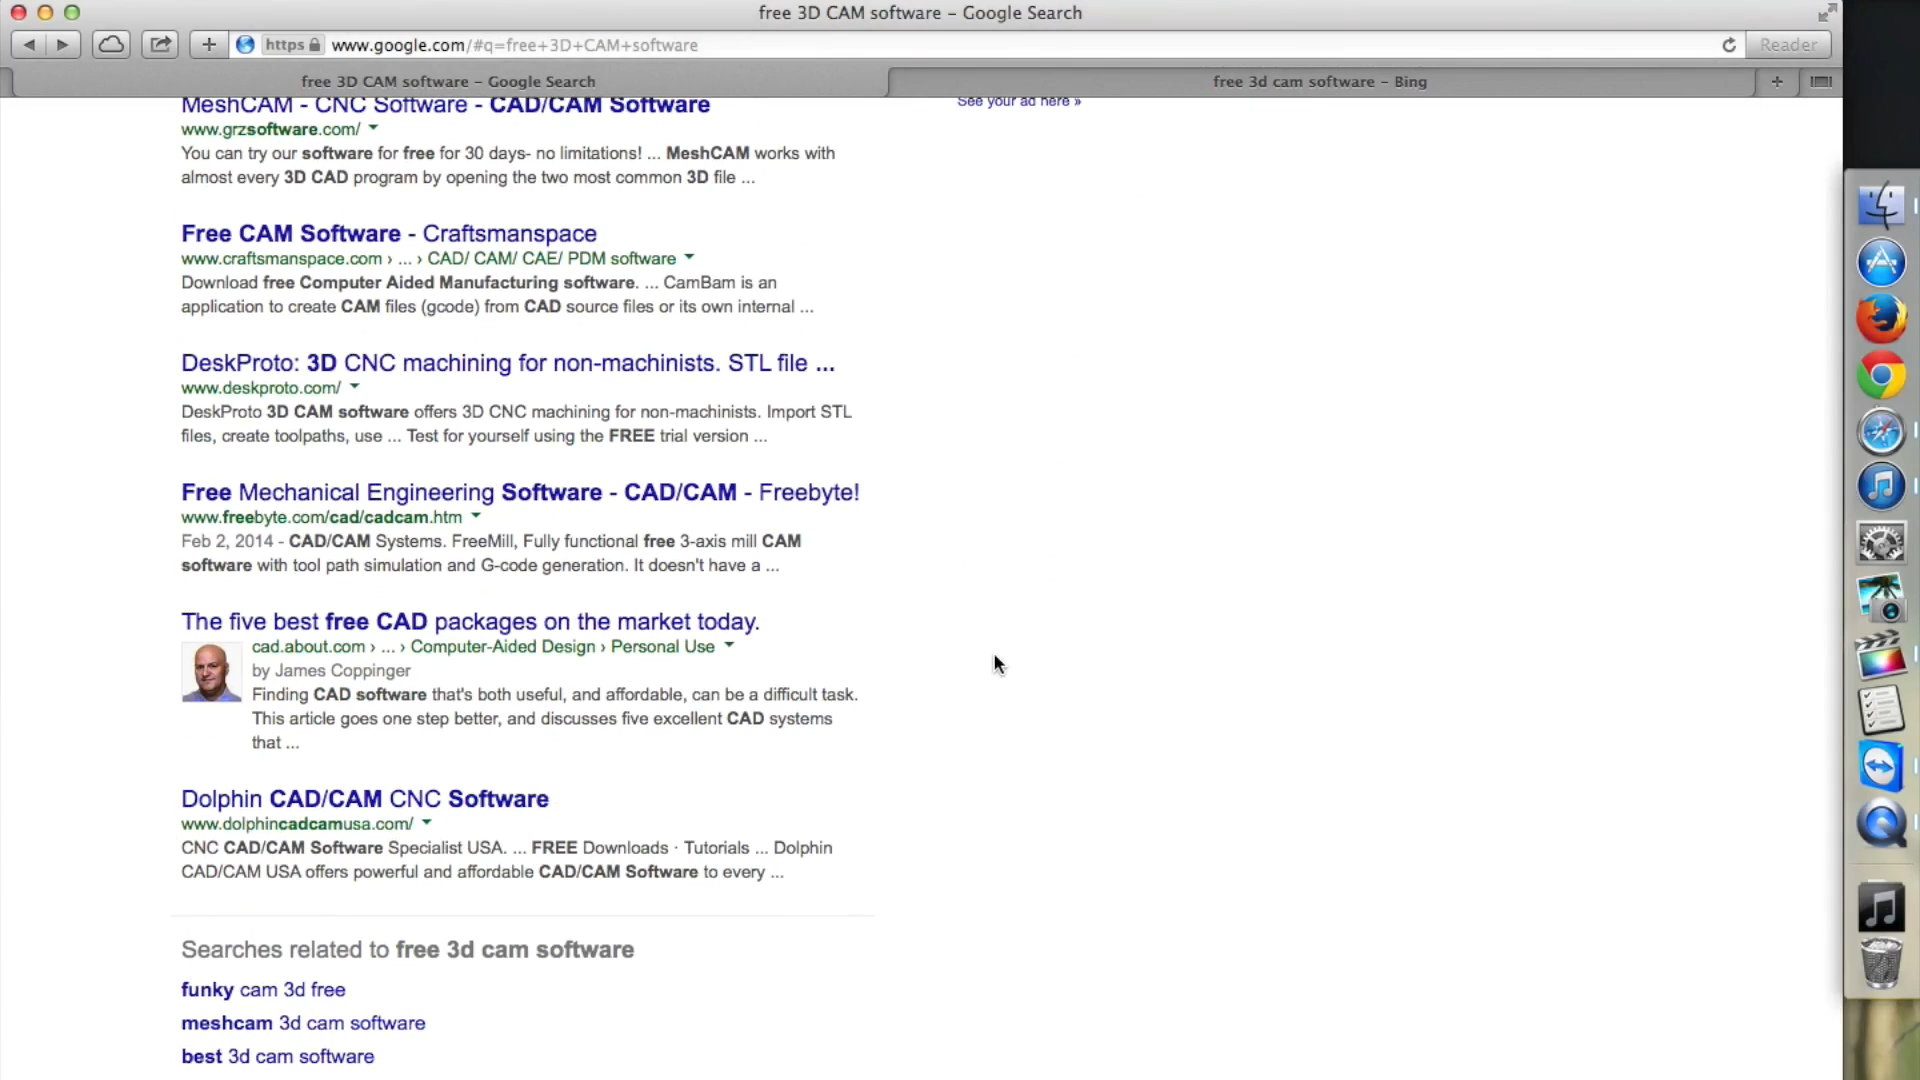 free 3D CAM software – Google Search
https www.google.com/#q=free+3D+CAM+software Reader
free 3D CAM software – Google Search free 3d cam software – Bing
MeshCAM - CNC Software - CAD/CAM Software
See your ad here »
www.grzsoftware.com/
You can try our software for free for 30 days- no limitations! ... MeshCAM works with
almost every 3D CAD program by opening the two most common 3D file ...
Free CAM Software - Craftsmanspace
www.craftsmanspace.com › ... › CAD/ CAM/ CAE/ PDM software
Download free Computer Aided Manufacturing software. ... CamBam is an
application to create CAM files (gcode) from CAD source files or its own internal ...
DeskProto: 3D CNC machining for non-machinists. STL file ...
www.deskproto.com/
DeskProto 3D CAM software offers 3D CNC machining for non-machinists. Import STL
files, create toolpaths, use ... Test for yourself using the FREE trial version ...
Free Mechanical Engineering Software - CAD/CAM - Freebyte!
www.freebyte.com/cad/cadcam.htm
Feb 2, 2014 - CAD/CAM Systems. FreeMill, Fully functional free 3-axis mill CAM
software with tool path simulation and G-code generation. It doesn't have a ...
The five best free CAD packages on the market today.
cad.about.com › ... › Computer-Aided Design › Personal Use
by James Coppinger
Finding CAD software that's both useful, and affordable, can be a difficult task.
This article goes one step better, and discusses five excellent CAD systems
that ...
Dolphin CAD/CAM CNC Software
www.dolphincadcamusa.com/
CNC CAD/CAM Software Specialist USA. ... FREE Downloads · Tutorials ... Dolphin
CAD/CAM USA offers powerful and affordable CAD/CAM Software to every ...
Searches related to free 3d cam software
funky cam 3d free
meshcam 3d cam software
best 3d cam software